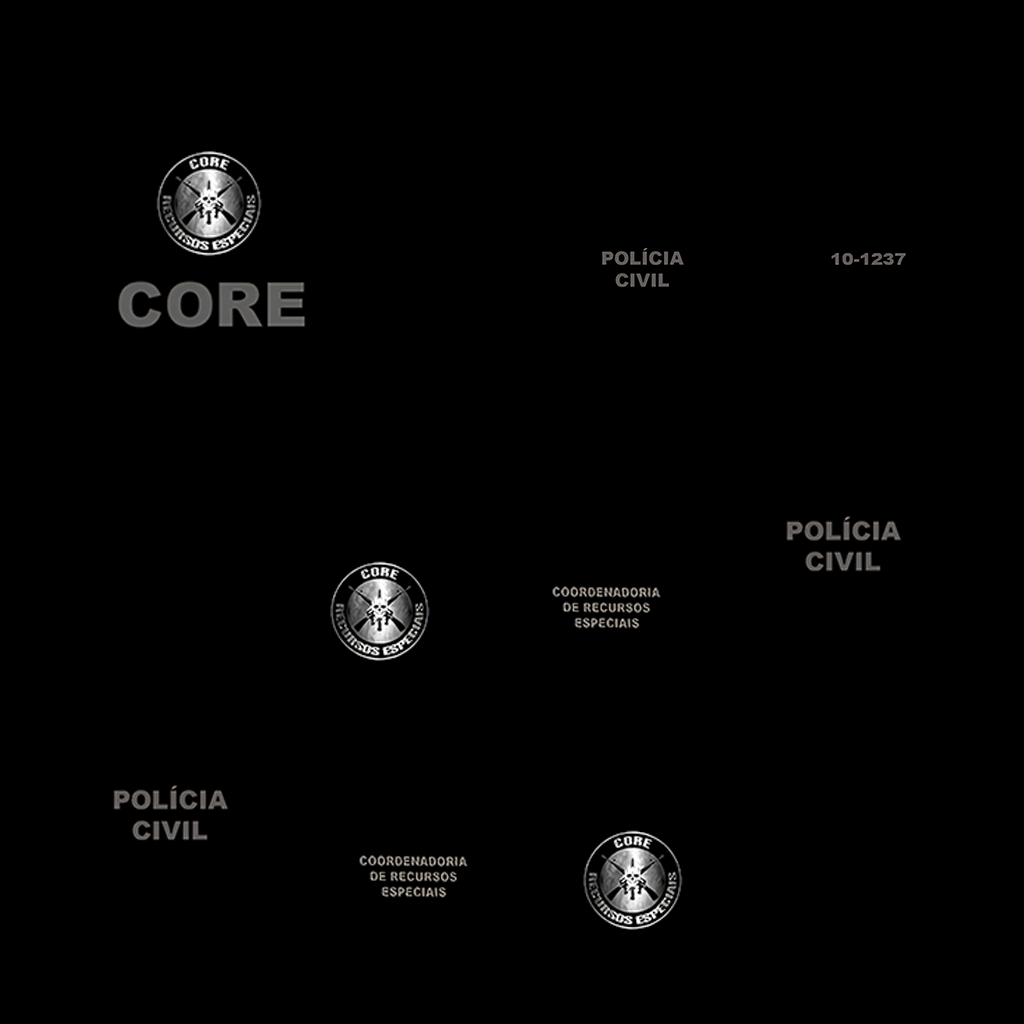 CORE
RECURSOS ESPECIAIS
CORE
POLÍCIA
CIVIL
10-1237
POLÍCIA
CIVIL
CORE
RECURSOS ESPECIAIS
COORDENADORIA
DE RECURSOS
ESPECIAIS
POLÍCIA
CIVIL
COORDENADORIA
DE RECURSOS
ESPECIAIS
CORE
RECURSOS ESPECIAIS